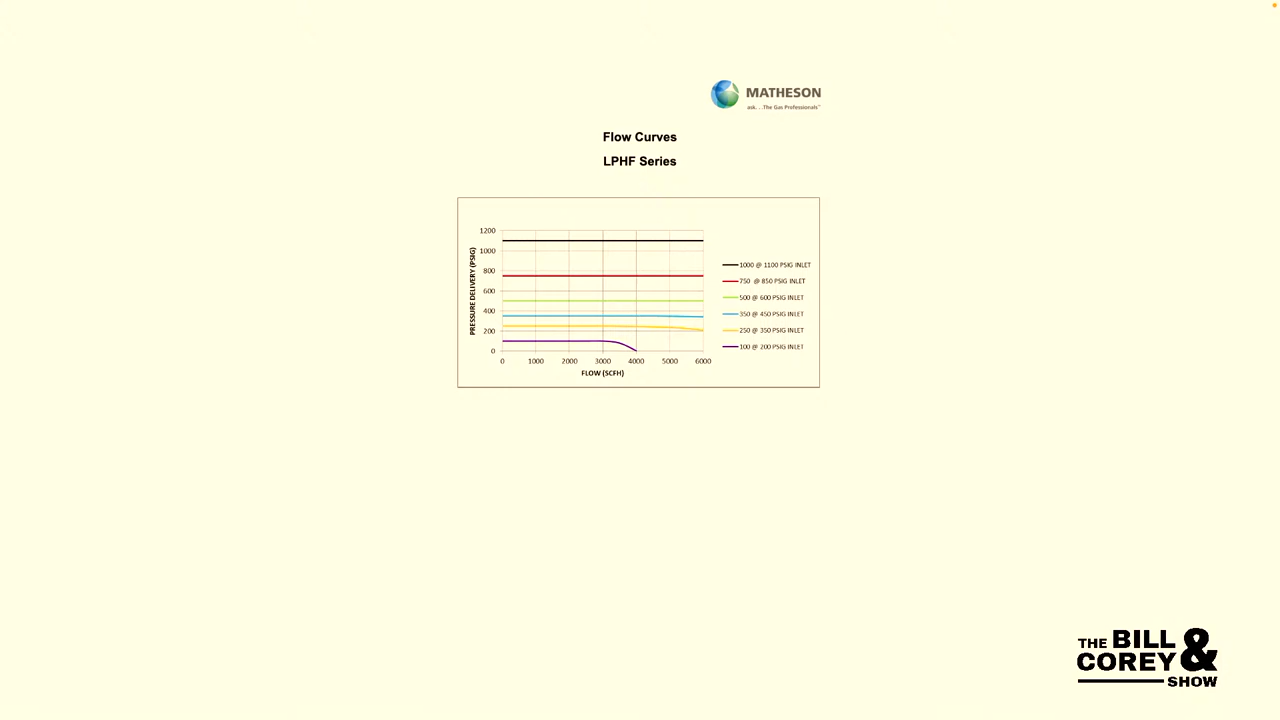 MATHESON
ask. . .The Gas Professionals™
Flow Curves
LPHF Series
1200
1000
800
600
400
200
0
PRESSURE DELIVERY (PSIG)
0 1000 2000 3000 4000 5000 6000
FLOW (SCFH)
1000 @ 1100 PSIG INLET
750 @ 850 PSIG INLET
500 @ 600 PSIG INLET
350 @ 450 PSIG INLET
250 @ 350 PSIG INLET
100 @ 200 PSIG INLET
THE BILL &
COREY
SHOW